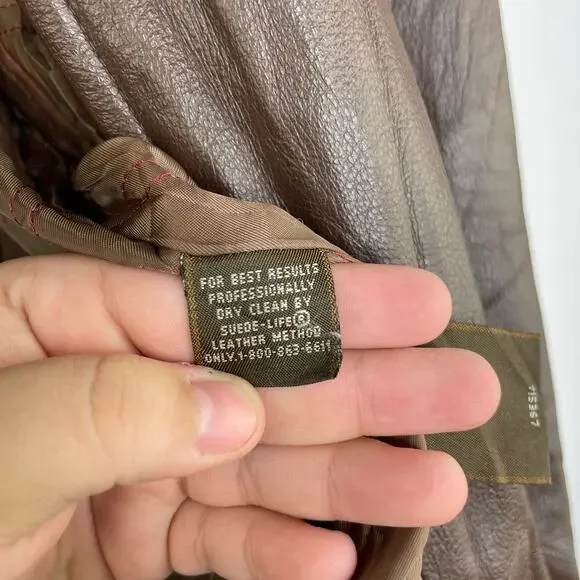 FOR BEST RESULTS
PROFESSIONALLY
DRY CLEAN BY
SUEDE-LIFE®
LEATHER METHOD
ONLY.1-800-863-6611